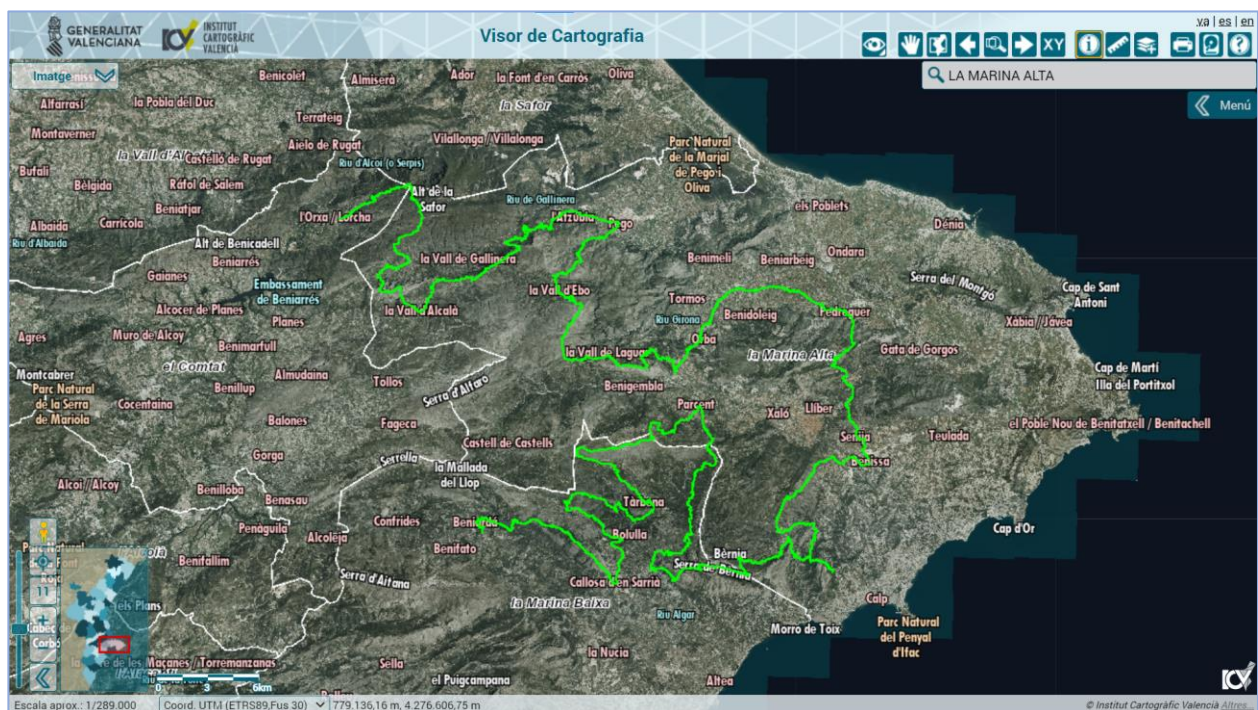 GENERALITAT
VALENCIANA
ICV
INSTITUT
CARTOGRÀFIC
VALENCIÀ
Visor de Cartografia
va | es | en
XY
Imatge
LA MARINA ALTA
Menú
Benicolet
Almiserà
Ador
la Font d'en Carròs
Oliva
Alfarrasí
la Pobla del Duc
la Safor
Terrateig
Montaverner
Aielo de Rugat
Vilallonga / Villalonga
Parc Natural
de la Marjal
de Pego i
Oliva
Castelló de Rugat
Riu d'Alcoi (o Serpis)
Bufali
Bèlgida
Ràfol de Salem
Alt de la
Safor
Riu de Gallinera
els Poblets
Beniatjar
l'Orxa / Lorcha
l'Atzúbia
Pego
Dénia
Albaida
Carrícola
Riu d'Albaida
Alt de Benicadell
Ondara
Beniarrés
la Vall de Gallinera
Benimeli
Beniarbeig
Gaianes
Serra del Montgó
Embassament
de Beniarrés
la Vall d'Ebo
Tormos
Cap de Sant
Antoni
Alcocer de Planes
la Vall d'Alcalà
Riu Girona
Benidoleig
Pedreguer
Xàbia / Jávea
Planes
Agres
Muro de Alcoy
Orba
Benimarfull
la Vall de Laguar
la Marina Alta
Gata de Gorgos
el Comtat
Montcabrer
Almudaina
Tollos
Benigembla
Cap de Martí
Illa del Portitxol
Parc Natural
de la Serra
de Mariola
Benillup
Serra d'Alfaro
Cocentaina
Parcent
Xaló
Llíber
Balones
Fageca
el Poble Nou de Benitatxell / Benitachell
Castell de Castells
Senija
Teulada
Gorga
Serrella
la Mallada
del Llop
Benissa
Alcoi / Alcoy
Benilloba
Benasau
Tàrbena
Penàguila
Confrides
Beniardà
Cap d'Or
Alcoleja
Bolulla
Benifallim
Benifato
Bèrnia
Serra de Bèrnia
Serra d'Aitana
Callosa d'en Sarrià
la Marina Baixa
Calp
els Plans
Riu Algar
Parc Natural
del Penyal
d'Ifac
Morro de Toix
la Nucia
de les Maçanes / Torremanzanas
Sella
el Puigcampana
Altea
0 3 6km
Escala aprox.: 1/289.000
Coord. UTM (ETRS89,Fus 30)
779.136,16 m, 4.276.606,75 m
© Institut Cartogràfic Valencià Altres
ICV